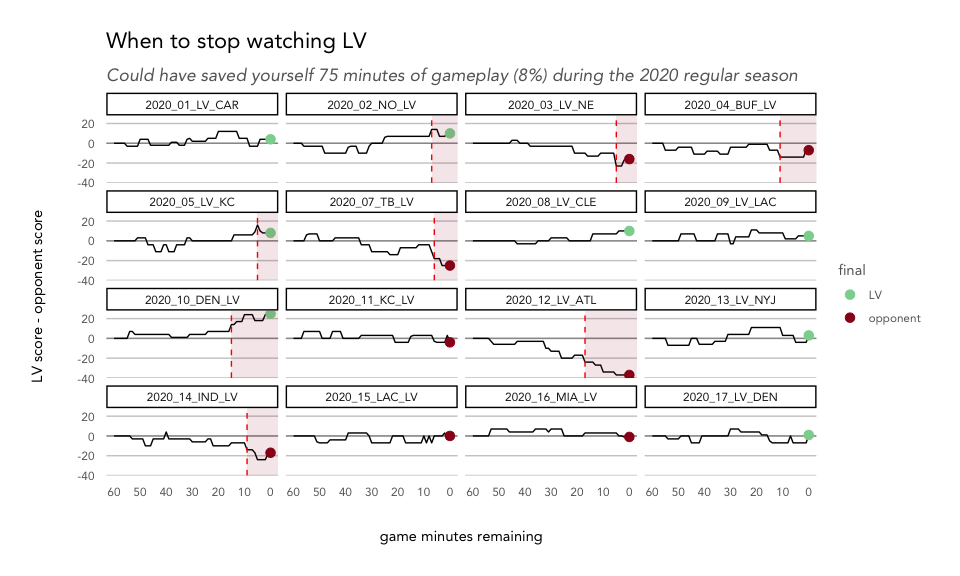 When to stop watching LV
Could have saved yourself 75 minutes of gameplay (8%) during the 2020 regular season
2020_01_LV_CAR 2020_02_NO_LV 2020_03_LV_NE 2020_04_BUF_LV
20
0
-20
-40
2020_05_LV_KC 2020_07_TB_LV 2020_08_LV_CLE 2020_09_LV_LAC
20
0
-20
-40
2020_10_DEN_LV 2020_11_KC_LV 2020_12_LV_ATL 2020_13_LV_NYJ
20
0
-20
-40
2020_14_IND_LV 2020_15_LAC_LV 2020_16_MIA_LV 2020_17_LV_DEN
20
0
-20
-40
60 50 40 30 20 10 0 60 50 40 30 20 10 0 60 50 40 30 20 10 0 60 50 40 30 20 10 0
game minutes remaining
LV score - opponent score
final
LV
opponent